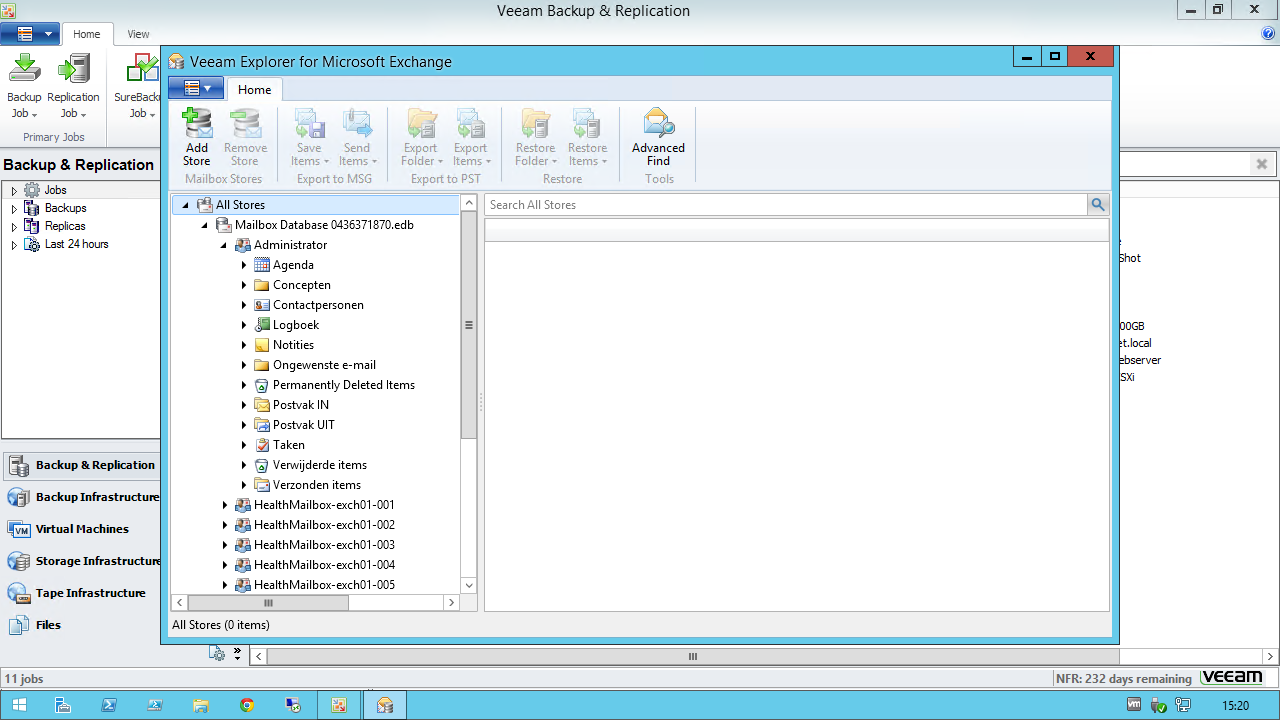 Veeam Backup & Replication
Home View
Backup Job
Replication Job
SureBack Job
Primary Jobs
Backup & Replication
Jobs
Backups
Replicas
Last 24 hours
Backup & Replication
Backup Infrastructure
Virtual Machines
Storage Infrastructure
Tape Infrastructure
Files
Veeam Explorer for Microsoft Exchange
Home
Add Store
Remove Store
Mailbox Stores
Save Items
Send Items
Export to MSG
Export Folder
Export Items
Export to PST
Restore Folder
Restore Items
Restore
Advanced Find
Tools
All Stores
Mailbox Database 0436371870.edb
Administrator
Agenda
Concepten
Contactpersonen
Logboek
Notities
Ongewenste e-mail
Permanently Deleted Items
Postvak IN
Postvak UIT
Taken
Verwijderde items
Verzonden items
HealthMailbox-exch01-001
HealthMailbox-exch01-002
HealthMailbox-exch01-003
HealthMailbox-exch01-004
HealthMailbox-exch01-005
Search All Stores
All Stores (0 items)
Shot
00GB
et.local
ebserver
SXi
11 jobs
NFR: 232 days remaining
veeam
vm
15:20